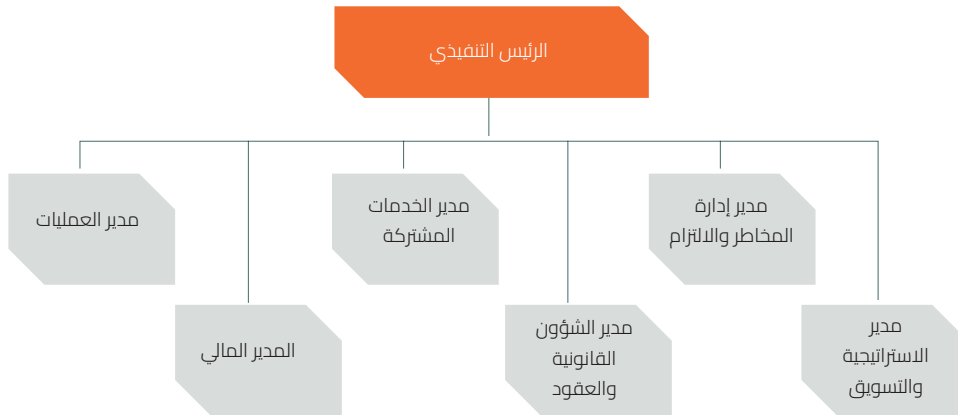 الرئيس التنفيذي
مدير إدارة
المخاطر والالتزام
مدير الخدمات
المشتركة
مدير العمليات
مدير
الاستراتيجية
والتسويق
مدير الشؤون
القانونية
والعقود
المدير المالي